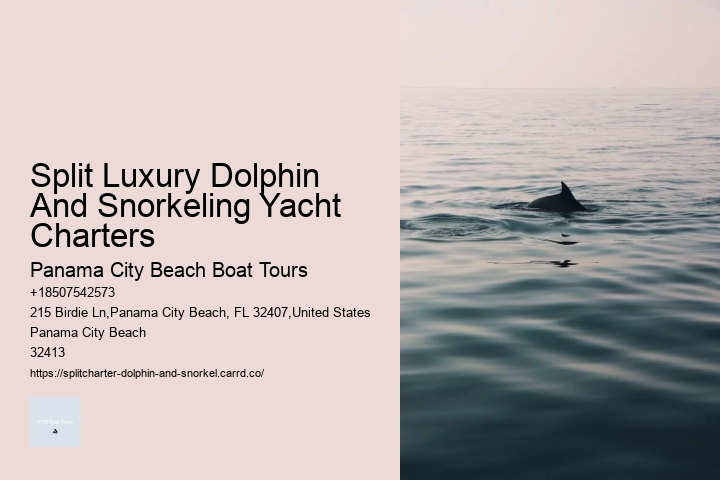 Split Luxury Dolphin
And Snorkeling Yacht
Charters
Panama City Beach Boat Tours
+18507542573
215 Birdie Ln,Panama City Beach, FL 32407,United States
Panama City Beach
32413
https://splitcharter-dolphin-and-snorkel.carrd.co/